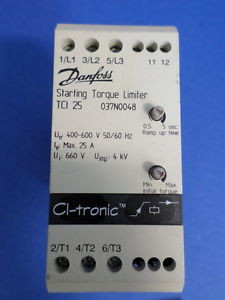 1/L1 3/L2 5/L3 11 12
Danfoss
Starting Torque Limiter
TCI 25 037N0048
0,5 5 sec.
Ramp up time
Ue 400-600 V 50/60 Hz
Ie Max. 25 A
Ui 660 V Uimp: 4 kV
Min Max.
Initial torque
CI-tronic™
2/T1 4/T2 6/T3